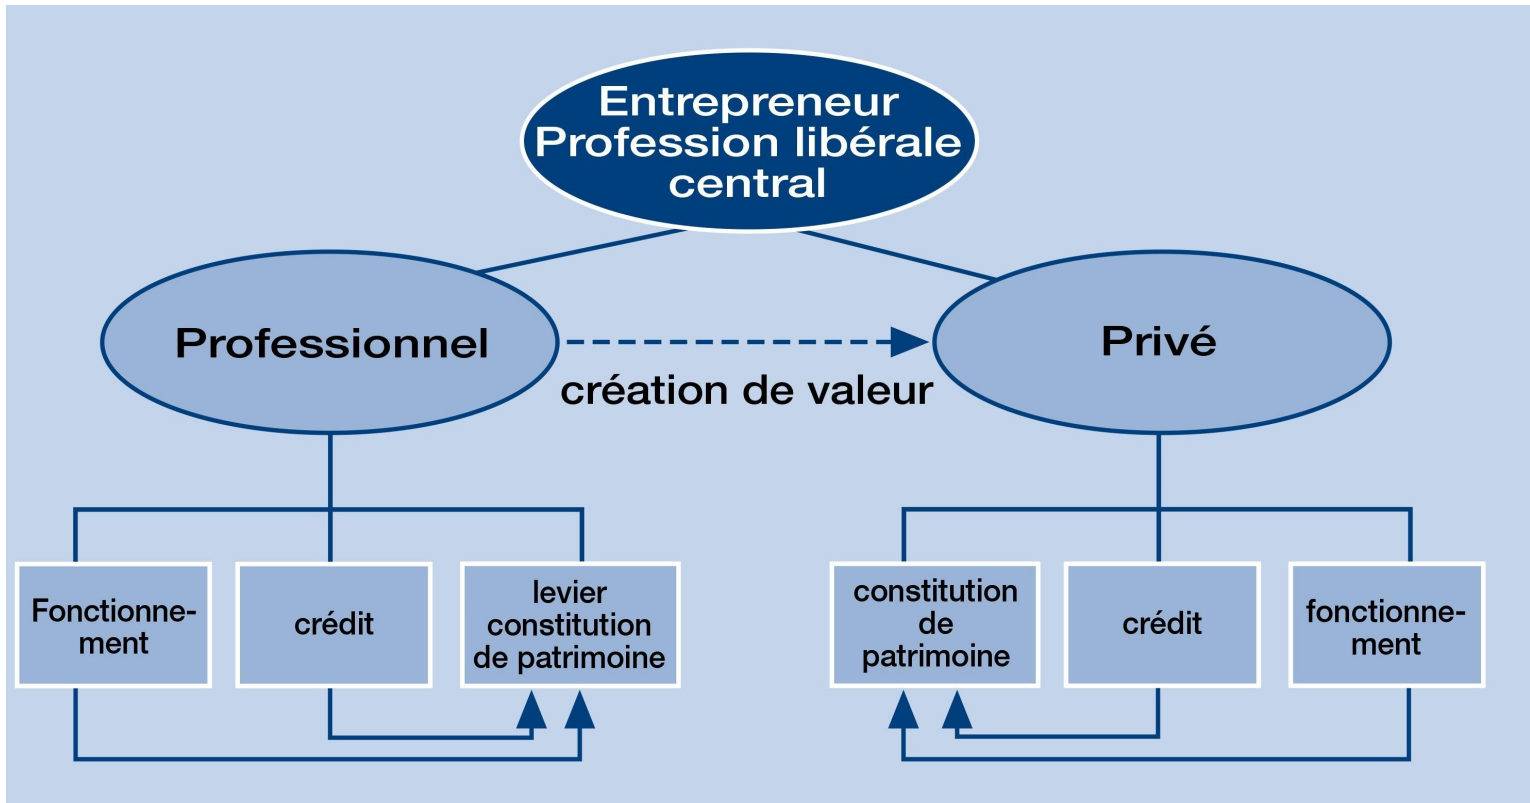 Entrepreneur
Profession libérale
central
Professionnel
Privé
création de valeur
Fonctionne-
ment
crédit
levier
constitution
de patrimoine
constitution
de
patrimoine
crédit
fonctionne-
ment